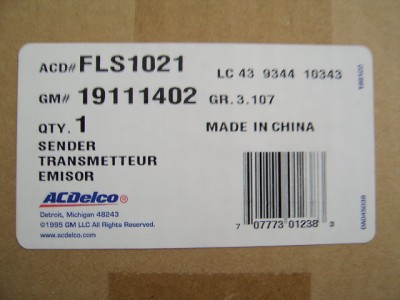 ACD# FLS1021 LC 43 9344 10343
GM# 19111402 GR. 3.107
QTY. 1 MADE IN CHINA
SENDER
TRANSMETTEUR
EMISOR
ACDelco
Detroit, Michigan 48243
©1995 GM LLC All Rights Reserved.
www.acdelco.com
7 07773 01238 3
0A045038